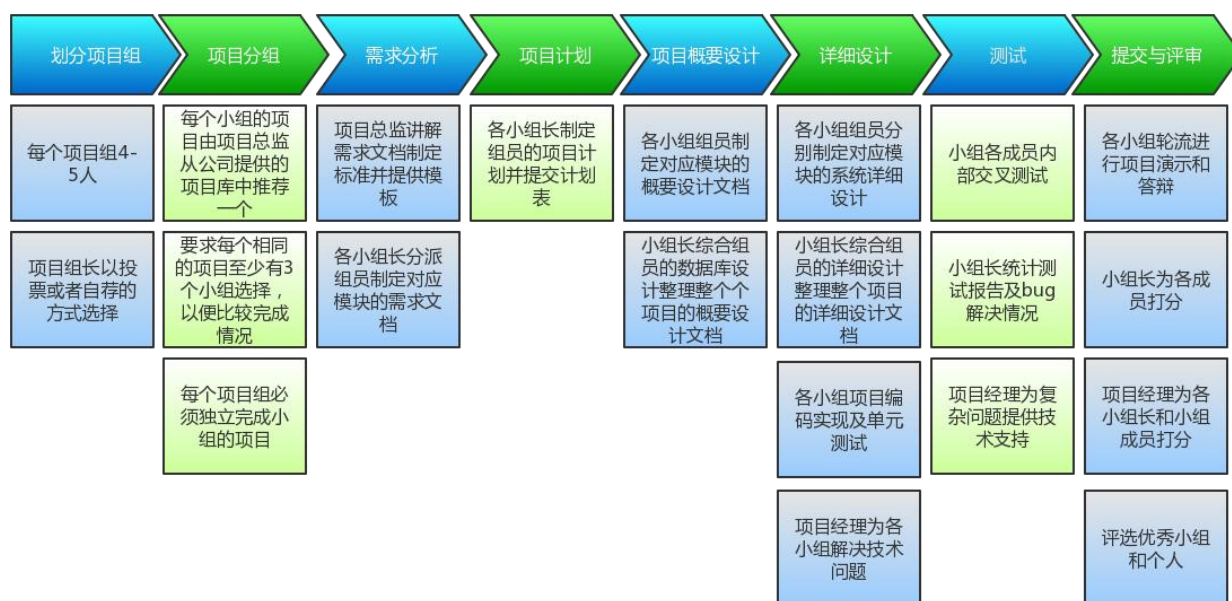 划分项目组
项目分组
需求分析
项目计划
项目概要设计
详细设计
测试
提交与评审
每个项目组4-
5人
每个小组的项
目由项目总监
从公司提供的
项目库中推荐
一个
项目总监讲解
需求文档制定
标准并提供模
板
各小组长制定
组员的项目计
划并提交计划
表
各小组组员制
定对应模块的
概要设计文档
各小组组员分
别制定对应模
块的系统详细
设计
小组各成员内
部交叉测试
各小组轮流进
行项目演示和
答辩
项目组长以投
票或者自荐的
方式选择
要求每个相同
的项目至少有3
个小组选择，
以便比较完成
情况
各小组长分派
组员制定对应
模块的需求文
档
小组长综合组
员的数据库设
计整理整个个
项目的概要设
计文档
小组长综合组
员的详细设计
整理整个项目
的详细设计文
档
小组长统计测
试报告及bug
解决情况
小组长为各成
员打分
每个项目组必
须独立完成小
组的项目
各小组项目编
码实现及单元
测试
项目经理为复
杂问题提供技
术支持
项目经理为各
小组长和小组
成员打分
项目经理为各
小组解决技术
问题
评选优秀小组
和个人